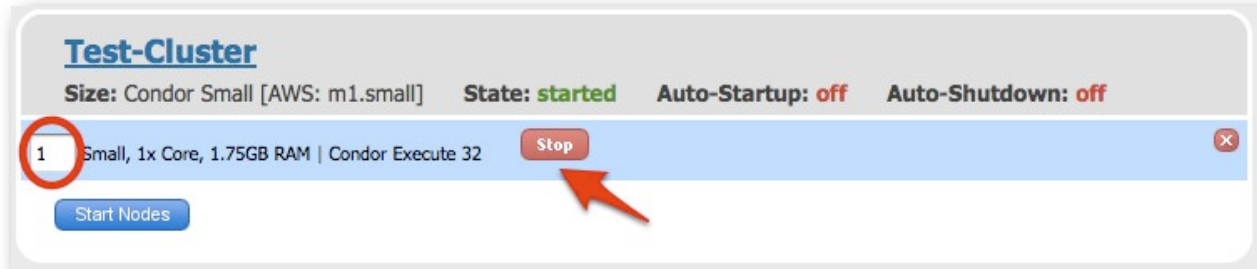 Test-Cluster
Size: Condor Small [AWS: m1.small] State: started Auto-Startup: off Auto-Shutdown: off
1 Small, 1x Core, 1.75GB RAM | Condor Execute 32 Stop
Start Nodes